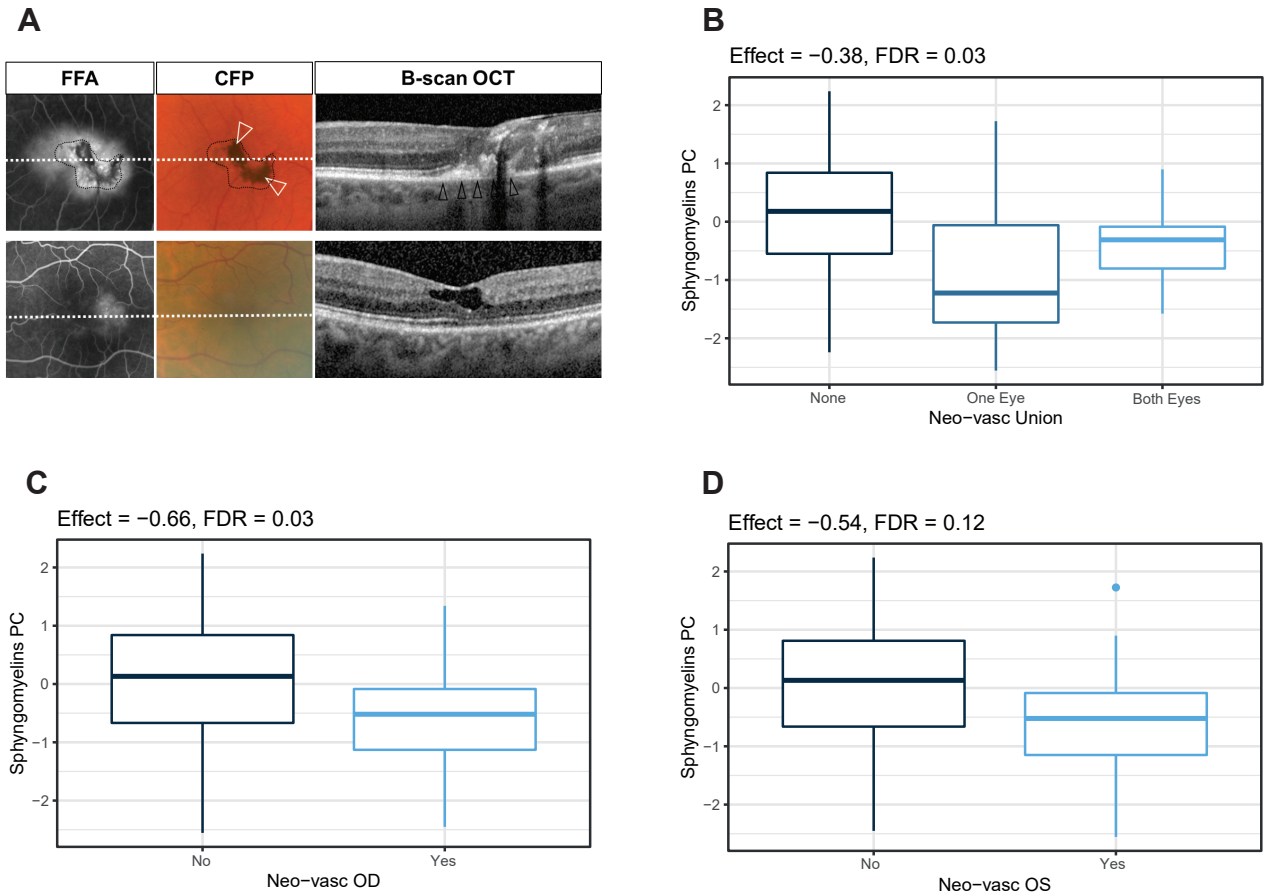 A
FFA
CFP
B-scan OCT
B
Effect = −0.38, FDR = 0.03
Sphyngomyelins PC
2
1
0
−1
−2
None
One Eye
Both Eyes
Neo−vasc Union
C
Effect = −0.66, FDR = 0.03
Sphyngomyelins PC
2
1
0
−1
−2
No
Yes
Neo−vasc OD
D
Effect = −0.54, FDR = 0.12
Sphyngomyelins PC
2
1
0
−1
−2
No
Yes
Neo−vasc OS